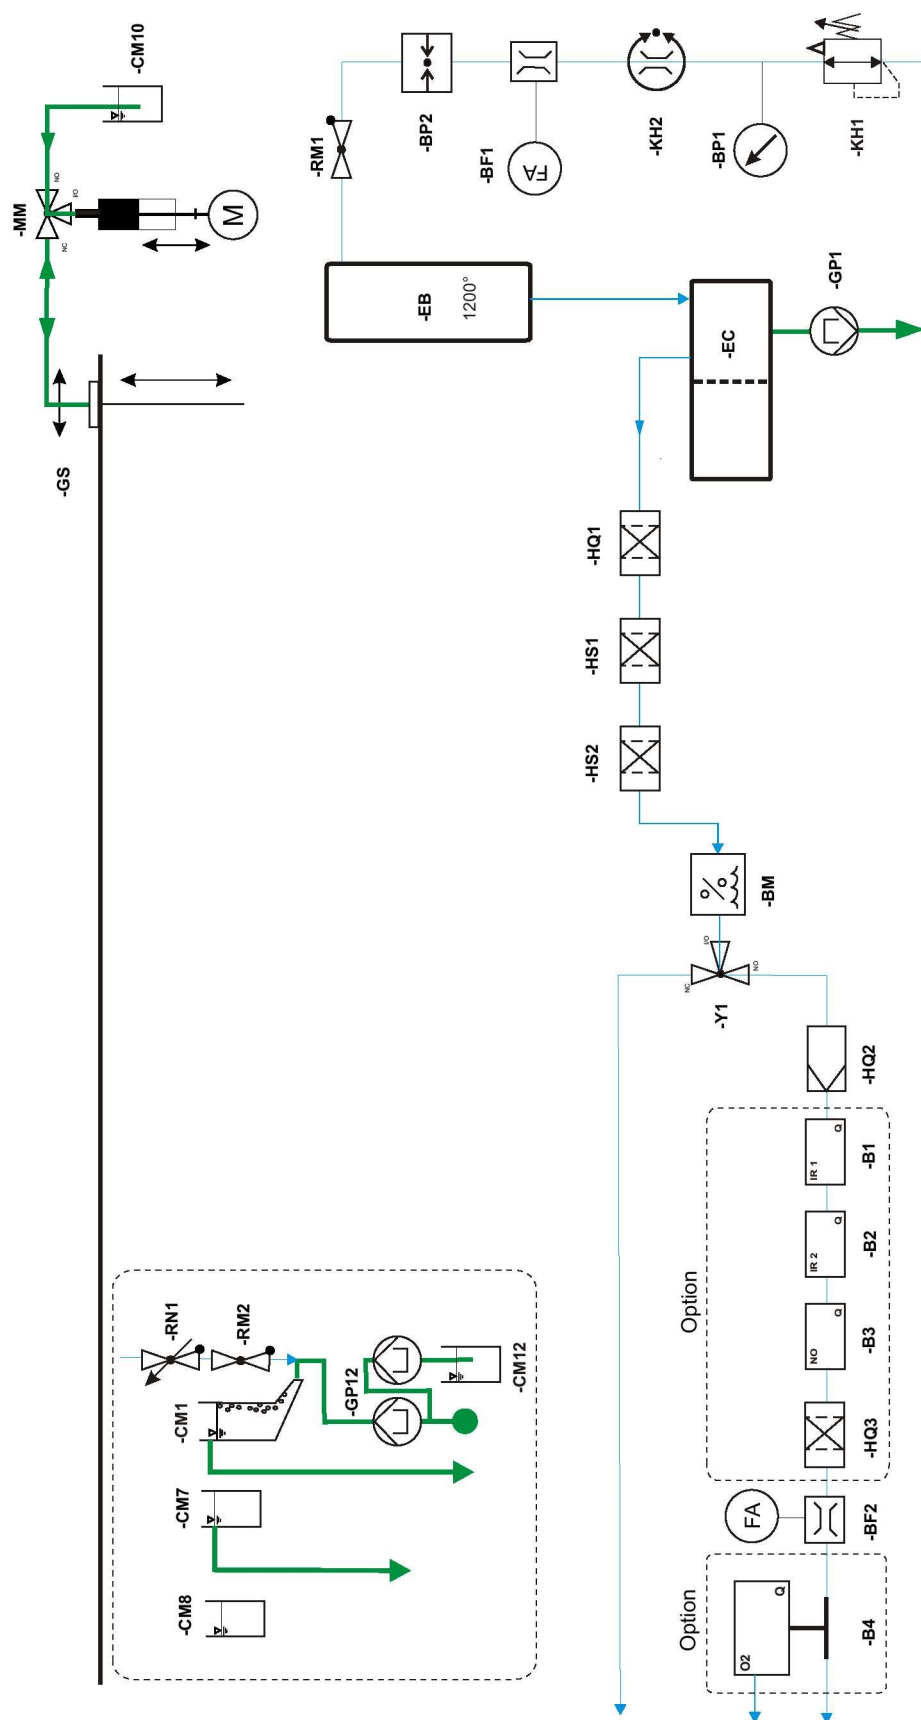 -CM10
-MM
NO
I/O
NC
M
-GS
-RM1
-BP2
-BF1
FA
-KH2
-BP1
-KH1
-EB
1200°
-EC
-GP1
-HQ1
-HS1
-HS2
-BM
%
-Y1
I/O
NC
NO
-HQ2
Option
IR 1
Q
-B1
IR 2
Q
-B2
NO
Q
-B3
-HQ3
FA
-BF2
Option
O2
Q
-B4
-RN1
-RM2
-CM1
-GP12
-CM12
-CM7
-CM8